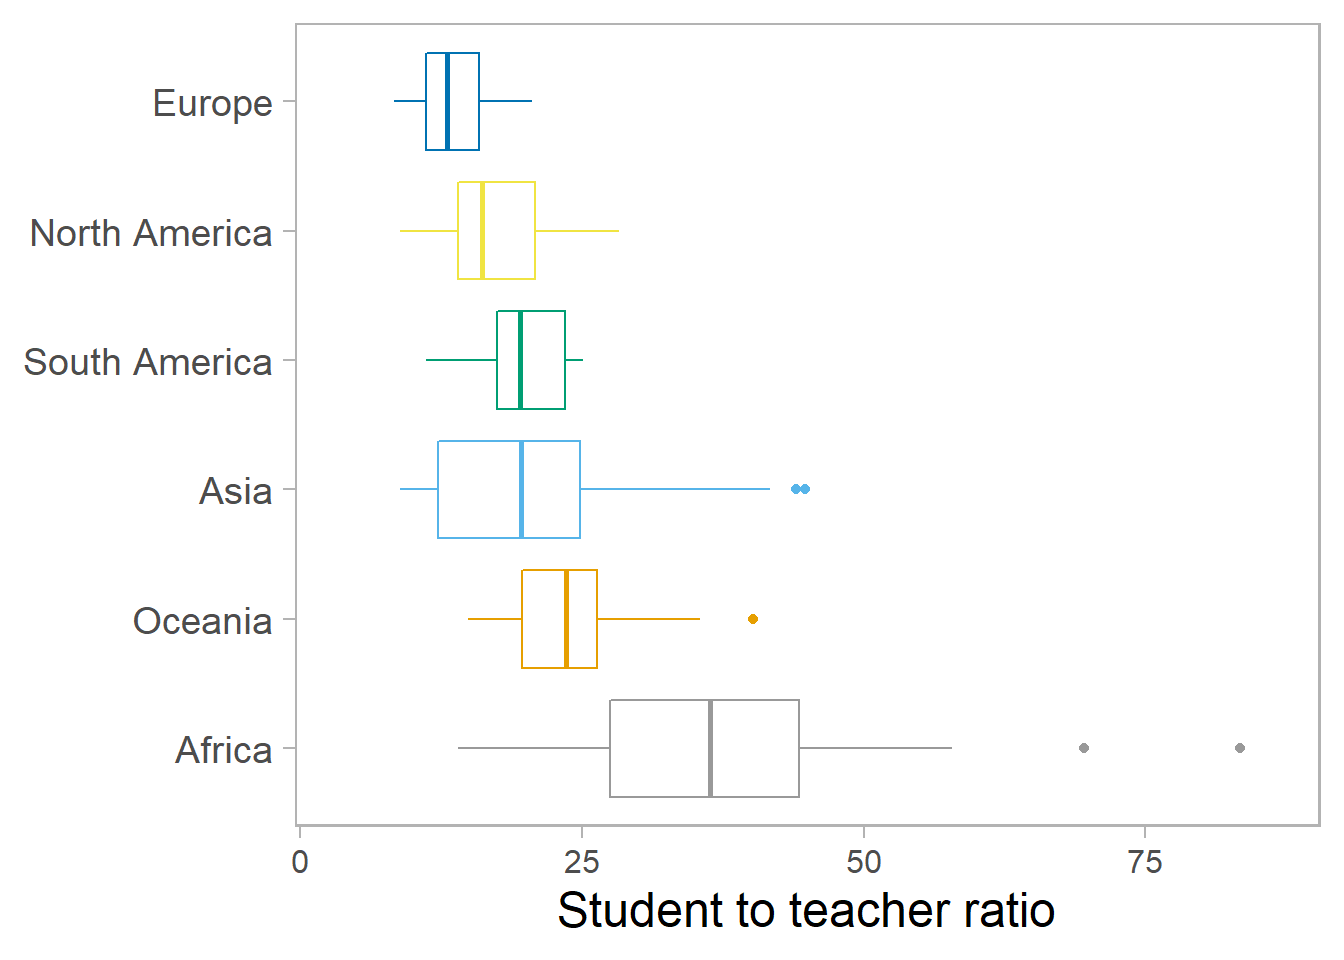 Europe
North America
South America
Asia
Oceania
Africa
0 25 50 75
Student to teacher ratio